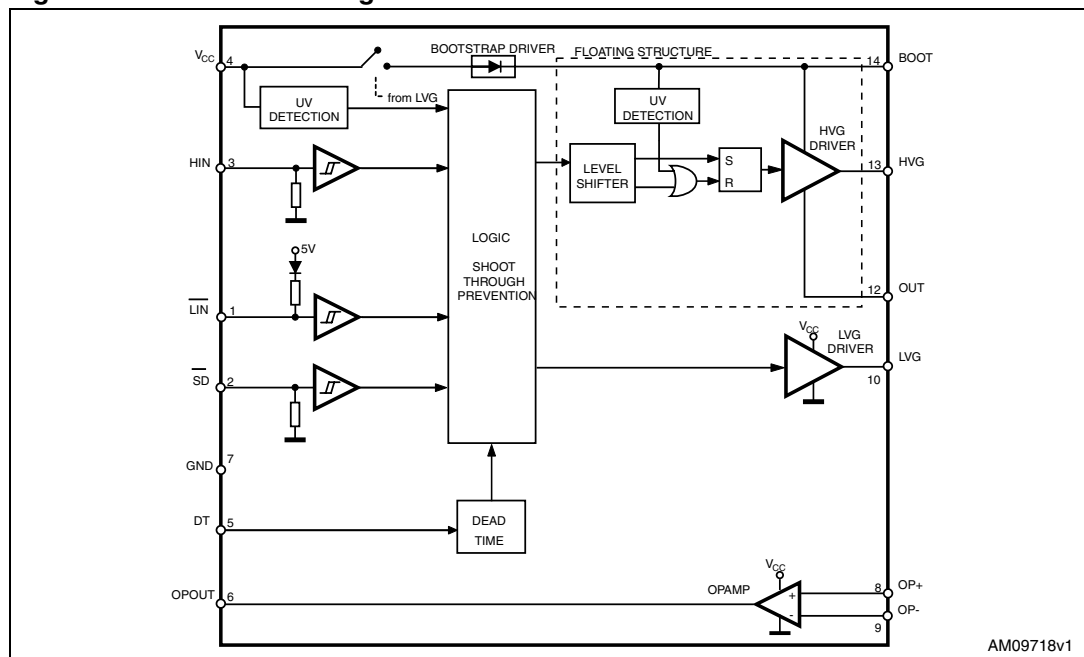 BOOTSTRAP DRIVER
FLOATING STRUCTURE
VCC
4
14
BOOT
from LVG
UV
DETECTION
UV
DETECTION
HVG
DRIVER
HIN
3
13
HVG
LEVEL
SHIFTER
S
R
LOGIC
SHOOT
THROUGH
PREVENTION
5V
LIN
1
12
OUT
VCC
LVG
DRIVER
LVG
10
SD
2
GND
7
DT
5
DEAD
TIME
VCC
OPOUT
6
OPAMP
+
-
8
OP+
OP-
9
AM09718v1